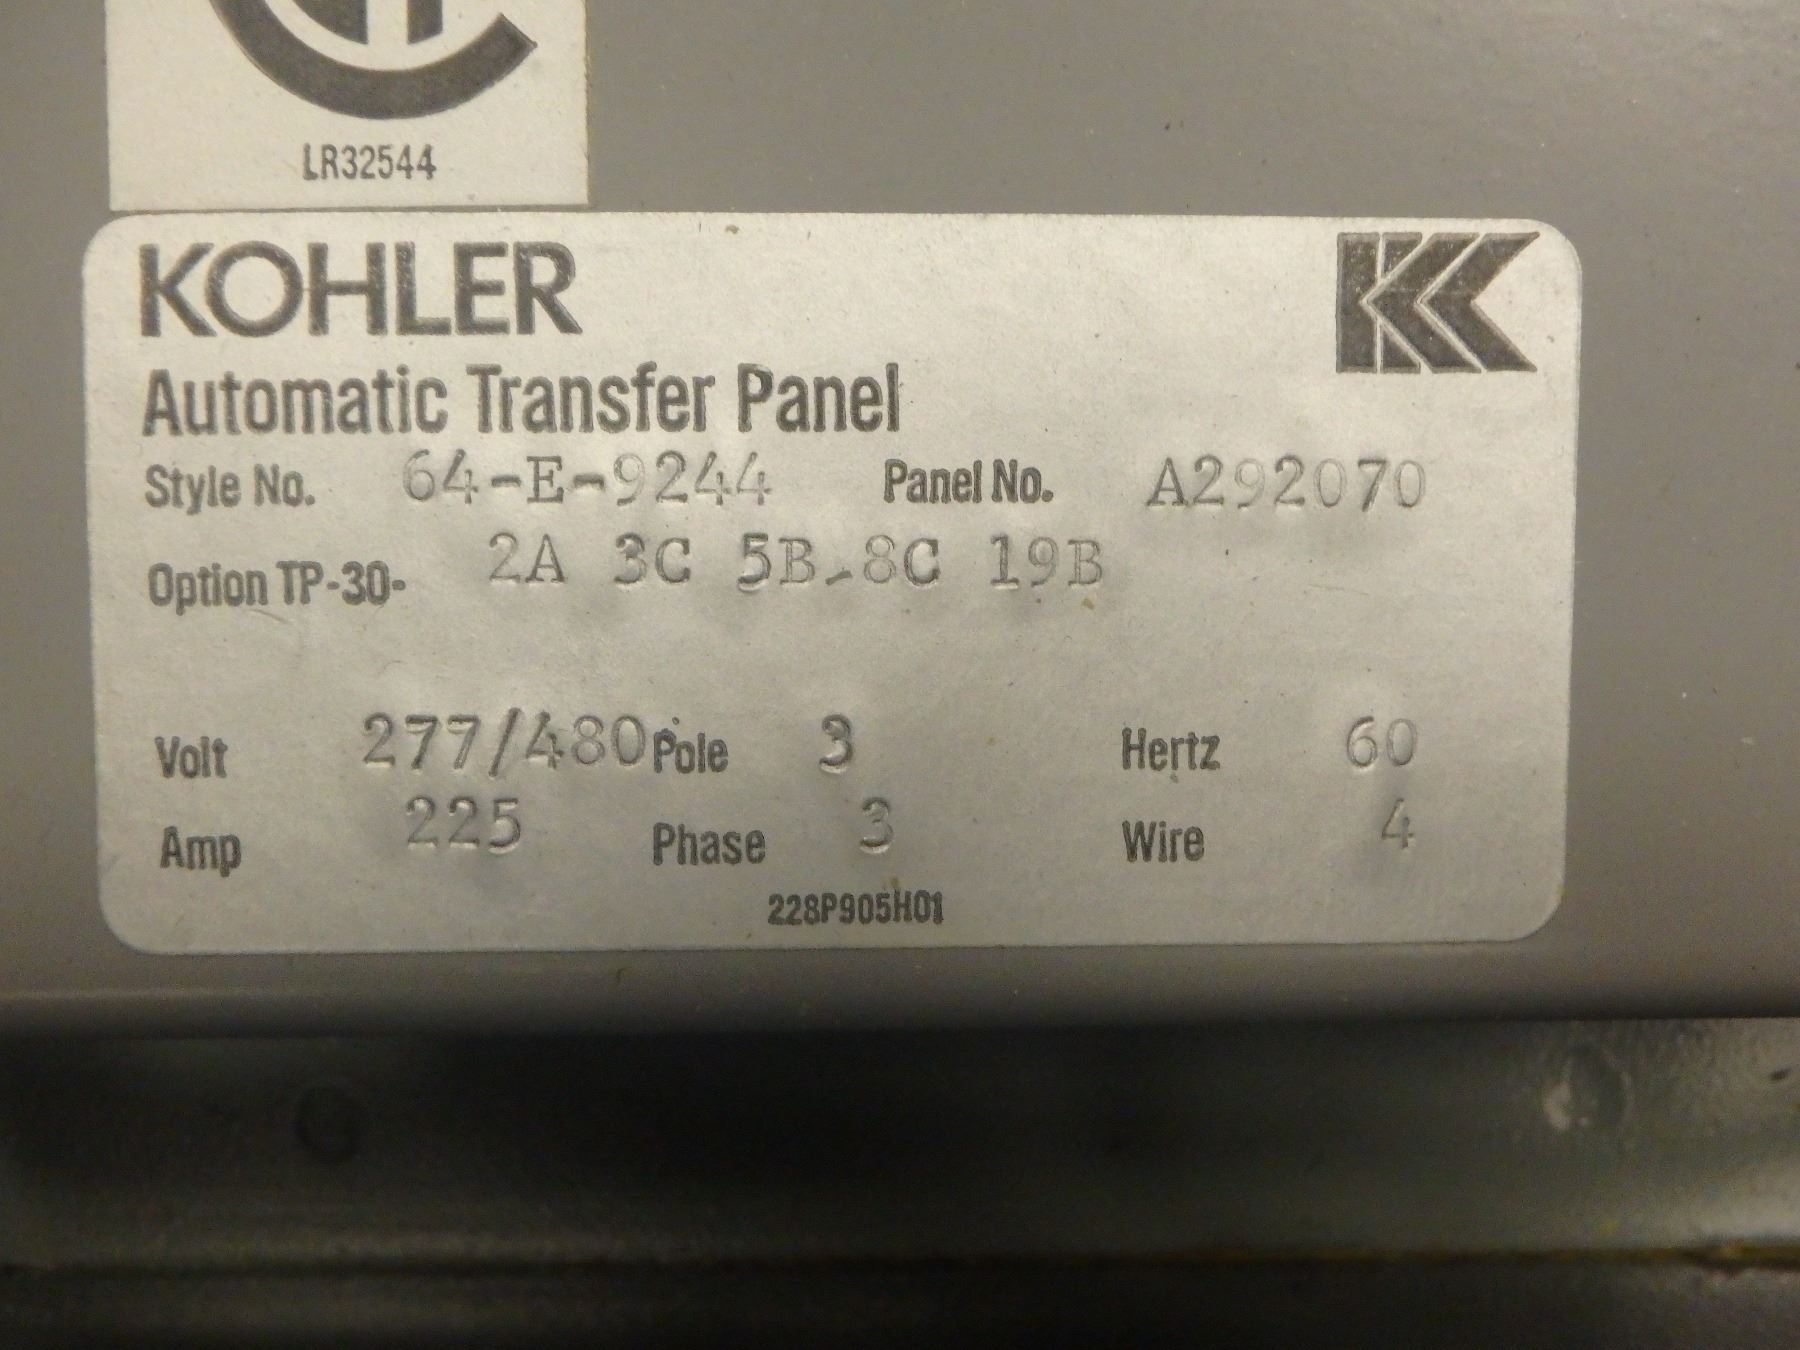 LR32544
KOHLER
Automatic Transfer Panel
Style No. 64-E-9244 Panel No. A292070
Option TP-30- 2A 3C 5B-8C 19B
Volt 277/480 Pole 3 Hertz 60
Amp 225 Phase 3 Wire 4
228P905H01